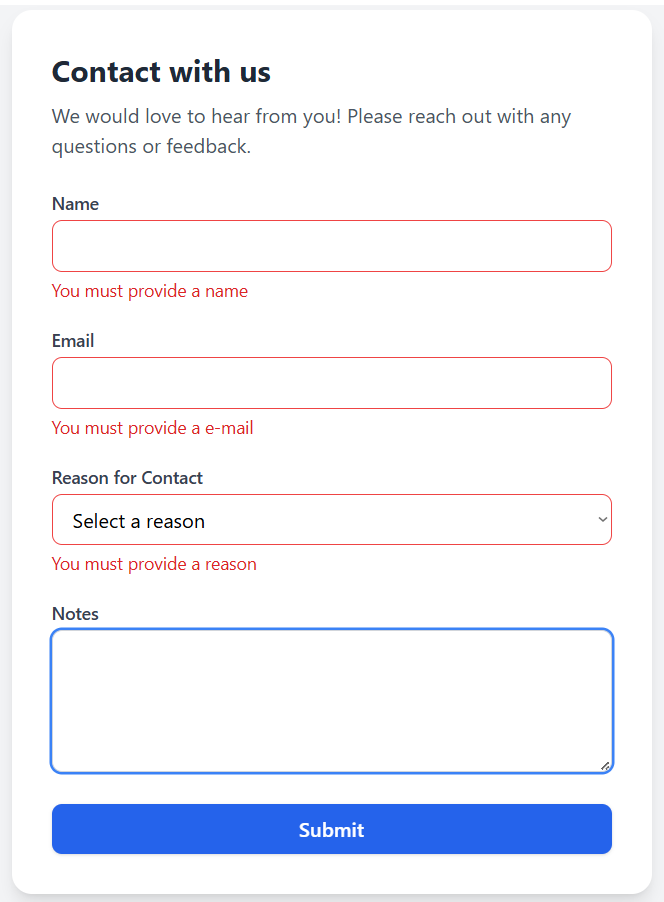 Contact with us
We would love to hear from you! Please reach out with any
questions or feedback.
Name
You must provide a name
Email
You must provide a e-mail
Reason for Contact
Select a reason
You must provide a reason
Notes
Submit